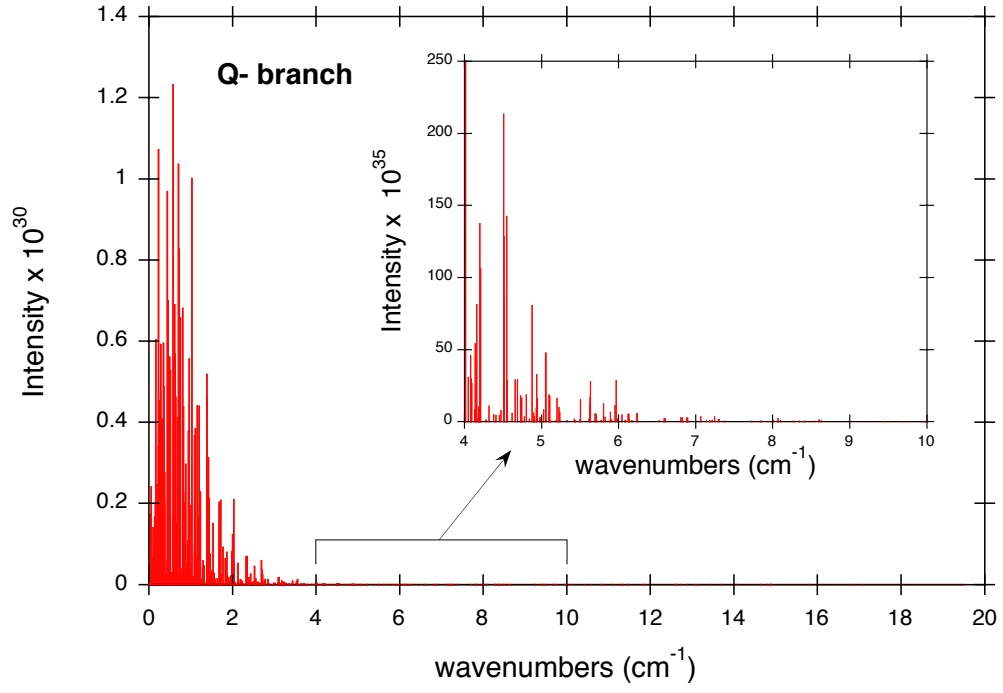 Q- branch
Intensity x 10^30
1.4
1.2
1
0.8
0.6
0.4
0.2
0
0 2 4 6 8 10 12 14 16 18 20
wavenumbers (cm^-1)
Intensity x 10^35
250
200
150
100
50
0
4 5 6 7 8 9 10
wavenumbers (cm^-1)